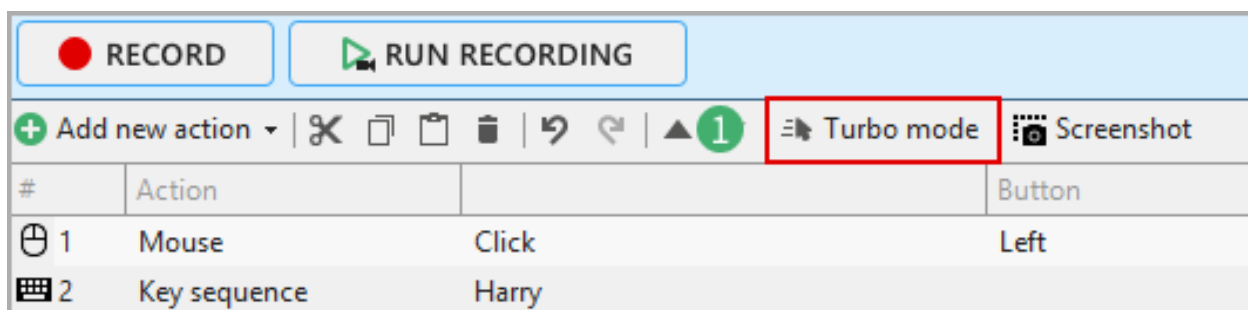 RECORD RUN RECORDING
Add new action 1 Turbo mode Screenshot
# Action Button
1 Mouse Click Left
2 Key sequence Harry